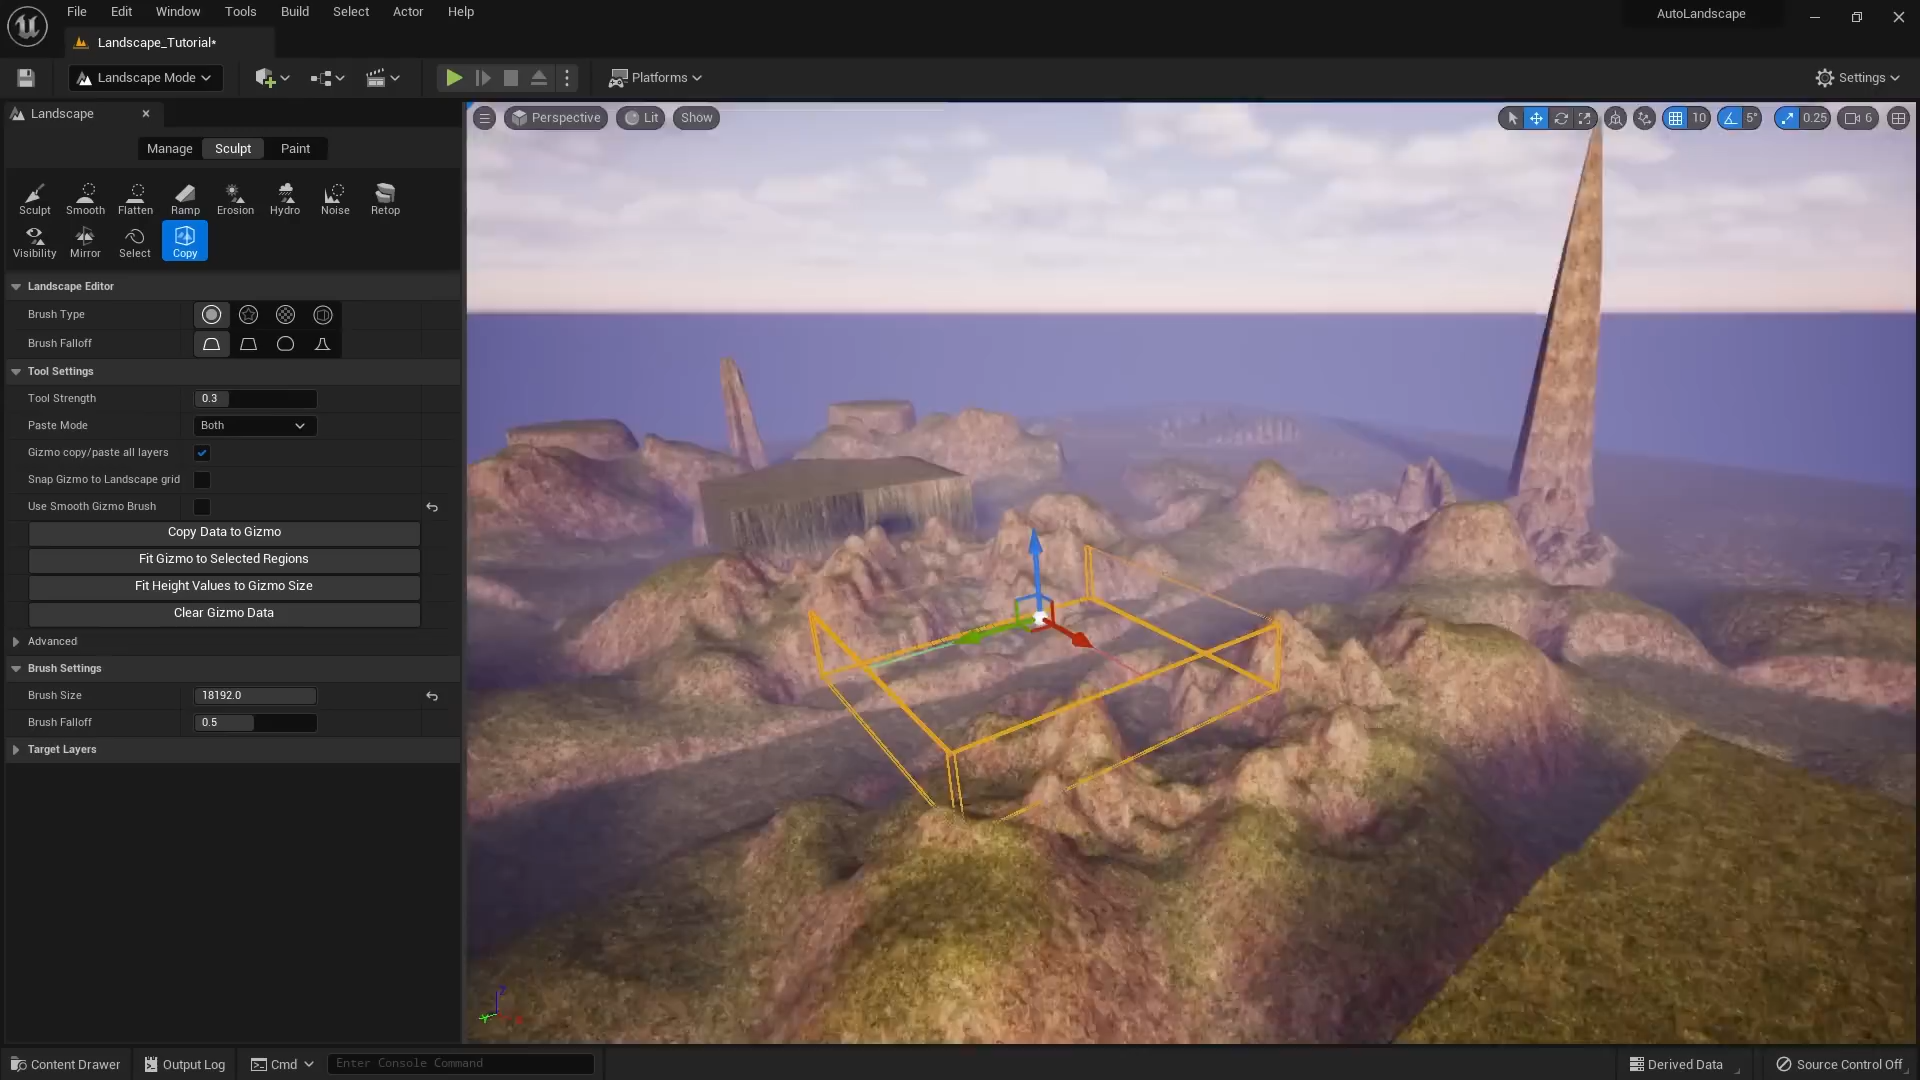 File Edit Window Tools Build Select Actor Help
AutoLandscape
Landscape_Tutorial*
Landscape Mode
Platforms
Settings
Landscape
Perspective Lit Show
10 5° 0.25 6
Manage Sculpt Paint
Sculpt Smooth Flatten Ramp Erosion Hydro Noise Retop
Visibility Mirror Select Copy
Landscape Editor
Brush Type
Brush Falloff
Tool Settings
Tool Strength 0.3
Paste Mode Both
Gizmo copy/paste all layers
Snap Gizmo to Landscape grid
Use Smooth Gizmo Brush
Copy Data to Gizmo
Fit Gizmo to Selected Regions
Fit Height Values to Gizmo Size
Clear Gizmo Data
Advanced
Brush Settings
Brush Size 18192.0
Brush Falloff 0.5
Target Layers
Content Drawer Output Log Cmd Enter Console Command Derived Data Source Control Off